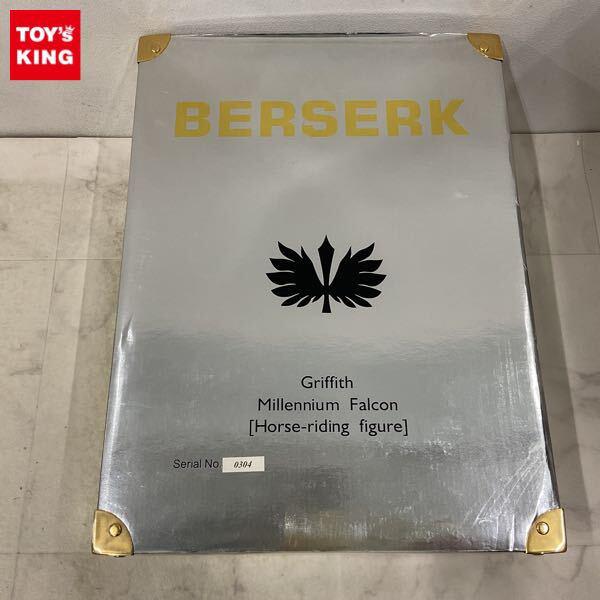 TOY's
KING
BERSERK
Griffith
Millennium Falcon
[Horse-riding figure]
Serial No. 0304